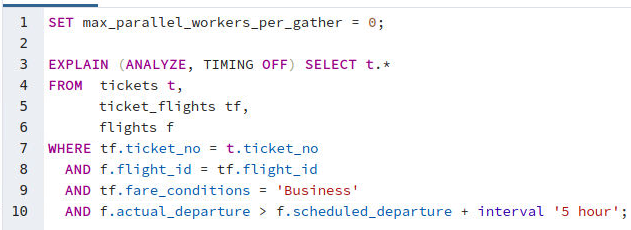 1 SET max_parallel_workers_per_gather = 0;
2
3 EXPLAIN (ANALYZE, TIMING OFF) SELECT t.*
4 FROM tickets t,
5 ticket_flights tf,
6 flights f
7 WHERE tf.ticket_no = t.ticket_no
8 AND f.flight_id = tf.flight_id
9 AND tf.fare_conditions = 'Business'
10 AND f.actual_departure > f.scheduled_departure + interval '5 hour';